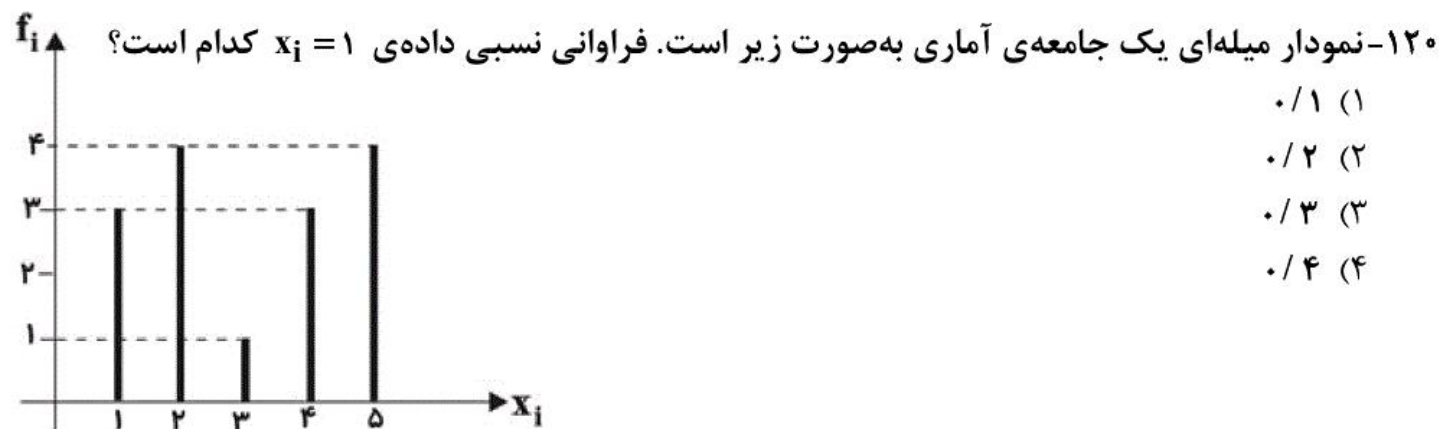 ۱۲۰-نمودار میله‌ای یک جامعه‌ی آماری به‌صورت زیر است. فراوانی نسبی داده‌ی xᵢ = ۱ کدام است؟
۱) ۰/۱
۲) ۰/۲
۳) ۰/۳
۴) ۰/۴
fᵢ
۴
۳
۲
۱
۱ ۲ ۳ ۴ ۵ xᵢ